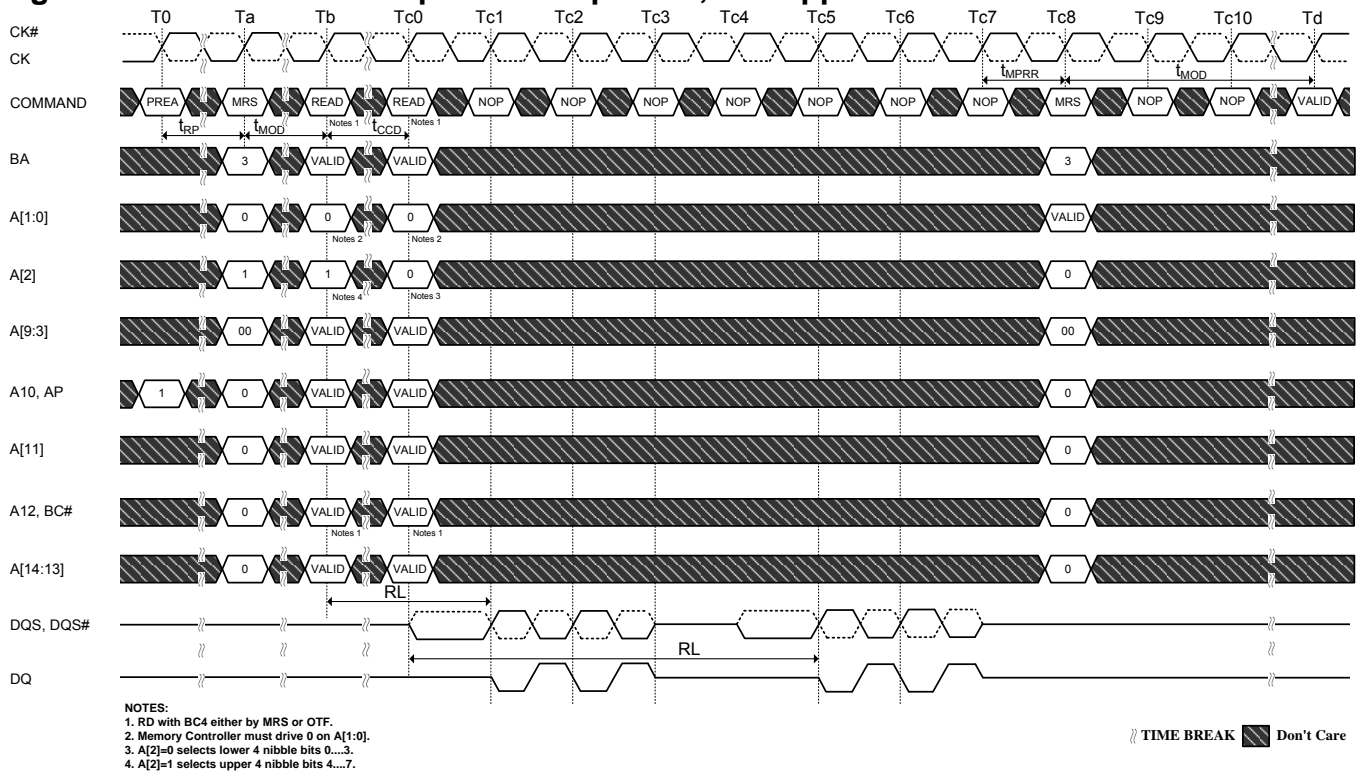 T0 Ta Tb Tc0 Tc1 Tc2 Tc3 Tc4 Tc5 Tc6 Tc7 Tc8 Tc9 Tc10 Td
CK#
CK
tMPRR tMOD
COMMAND PREA MRS READ READ NOP NOP NOP NOP NOP NOP NOP MRS NOP NOP VALID
Notes 1 Notes 1
tRP tMOD tCCD
BA 3 VALID VALID 3
A[1:0] 0 0 0 VALID
Notes 2 Notes 2
A[2] 1 1 0 0
Notes 4 Notes 3
A[9:3] 00 VALID VALID 00
A10, AP 1 0 VALID VALID 0
A[11] 0 VALID VALID 0
A12, BC# 0 VALID VALID 0
Notes 1 Notes 1
A[14:13] 0 VALID VALID 0
RL
DQS, DQS#
RL
DQ
NOTES:
1. RD with BC4 either by MRS or OTF.
2. Memory Controller must drive 0 on A[1:0].
3. A[2]=0 selects lower 4 nibble bits 0....3.
4. A[2]=1 selects upper 4 nibble bits 4....7.
TIME BREAK Don't Care